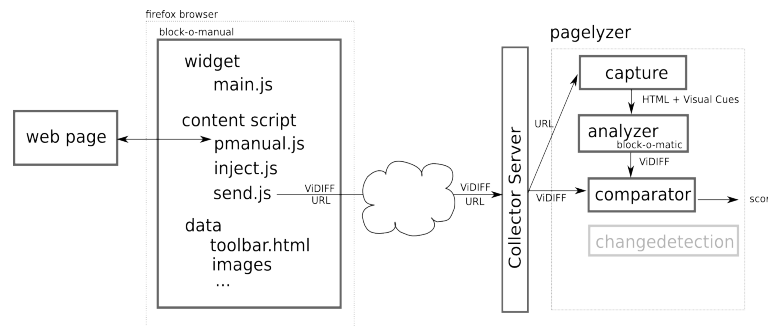 firefox browser
block-o-manual
widget
main.js
content script
pmanual.js
inject.js
send.js
data
toolbar.html
images
...
web page
ViDIFF
URL
ViDIFF
URL
Collector Server
pagelyzer
capture
HTML + Visual Cues
URL
analyzer
block-o-matic
ViDIFF
ViDIFF
comparator
scor
changedetection